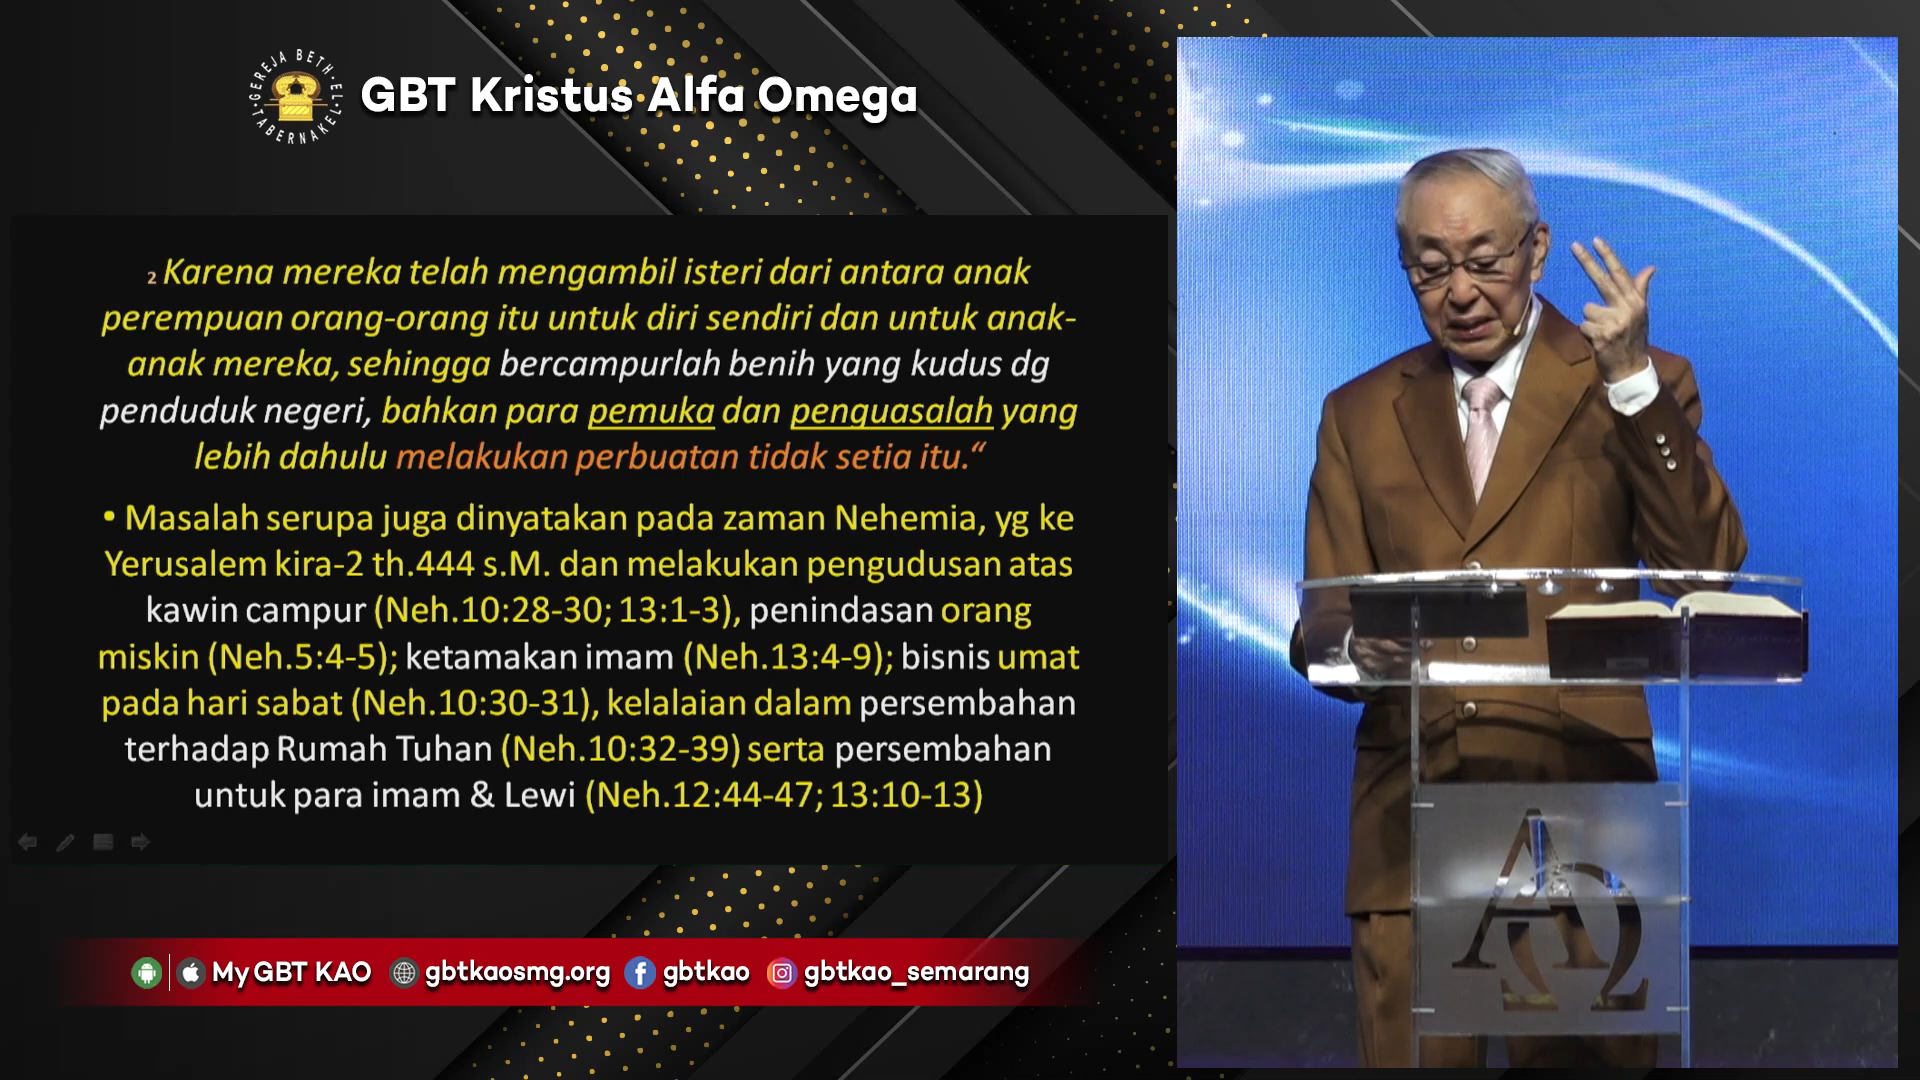 GEREJA BETH-EL TABERNAKEL
GBT Kristus Alfa Omega
2 Karena mereka telah mengambil isteri dari antara anak
perempuan orang-orang itu untuk diri sendiri dan untuk anak-
anak mereka, sehingga bercampurlah benih yang kudus dg
penduduk negeri, bahkan para pemuka dan penguasalah yang
lebih dahulu melakukan perbuatan tidak setia itu.“
• Masalah serupa juga dinyatakan pada zaman Nehemia, yg ke
Yerusalem kira-2 th.444 s.M. dan melakukan pengudusan atas
kawin campur (Neh.10:28-30; 13:1-3), penindasan orang
miskin (Neh.5:4-5); ketamakan imam (Neh.13:4-9); bisnis umat
pada hari sabat (Neh.10:30-31), kelalaian dalam persembahan
terhadap Rumah Tuhan (Neh.10:32-39) serta persembahan
untuk para imam & Lewi (Neh.12:44-47; 13:10-13)
My GBT KAO gbtkaosmg.org gbtkao gbtkao_semarang
ΑΩ